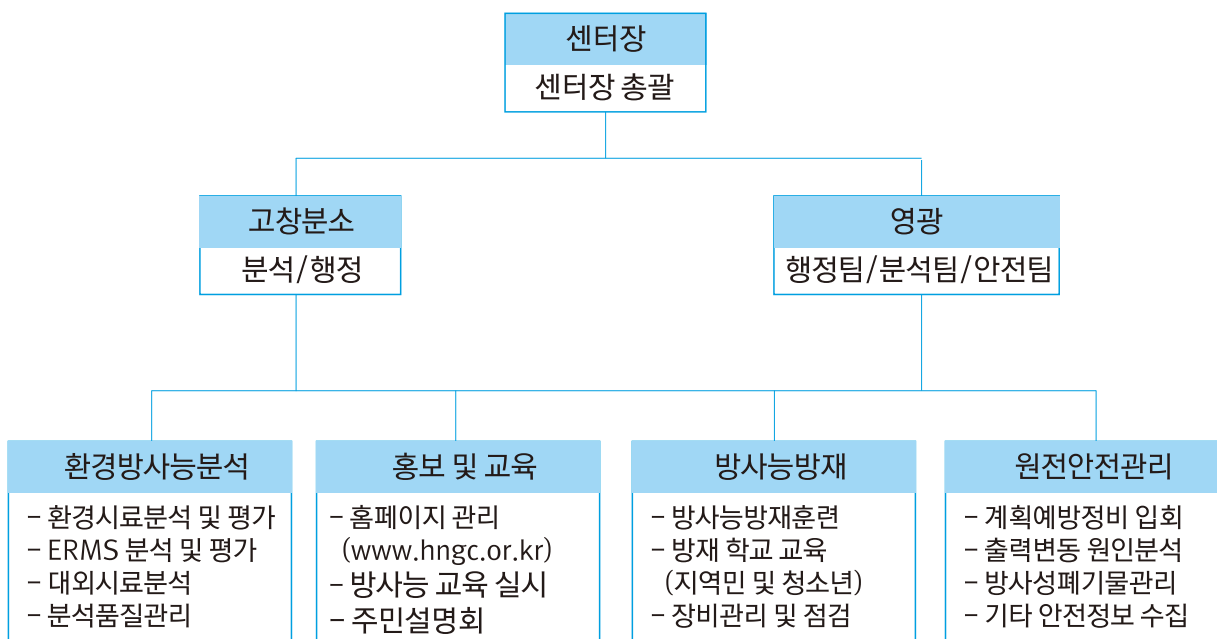 센터장
센터장 총괄
고창분소
분석/행정
영광
행정팀/분석팀/안전팀
환경방사능분석
– 환경시료분석 및 평가
– ERMS 분석 및 평가
– 대외시료분석
– 분석품질관리
홍보 및 교육
– 홈페이지 관리
(www.hngc.or.kr)
– 방사능 교육 실시
– 주민설명회
방사능방재
– 방사능방재훈련
– 방재 학교 교육
(지역민 및 청소년)
– 장비관리 및 점검
원전안전관리
– 계획예방정비 입회
– 출력변동 원인분석
– 방사성폐기물관리
– 기타 안전정보 수집